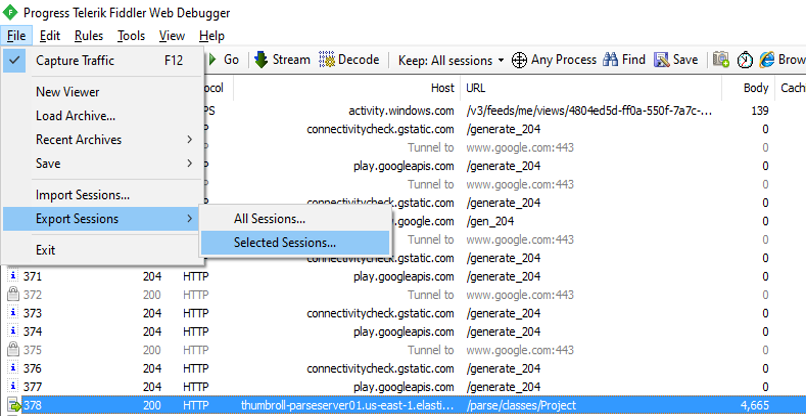 Progress Telerik Fiddler Web Debugger
File Edit Rules Tools View Help
Go Stream Decode Keep: All sessions Any Process Find Save Brow
Capture Traffic F12
New Viewer
Load Archive...
Recent Archives >
Save >
Import Sessions...
Export Sessions >
Exit
All Sessions...
Selected Sessions...
ocol Host URL Body Cach
PS activity.windows.com /v3/feeds/me/views/4804ed5d-ff0a-550f-7a7c-... 139
connectivitycheck.gstatic.com /generate_204 0
Tunnel to www.google.com:443 0
play.googleapis.com /generate_204 0
Tunnel to www.google.com:443 0
connectivitycheck.gstatic.com /generate_204 0
.google.com /gen_204 0
Tunnel to www.google.com:443 0
connectivitycheck.gstatic.com /generate_204 0
371 204 HTTP play.googleapis.com /generate_204 0
372 200 HTTP Tunnel to www.google.com:443 0
373 204 HTTP connectivitycheck.gstatic.com /generate_204 0
374 204 HTTP play.googleapis.com /generate_204 0
375 200 HTTP Tunnel to www.google.com:443 0
376 204 HTTP connectivitycheck.gstatic.com /generate_204 0
377 204 HTTP play.googleapis.com /generate_204 0
378 200 HTTP thumbroll-parseserver01.us-east-1.elasti... /parse/classes/Project 4,665